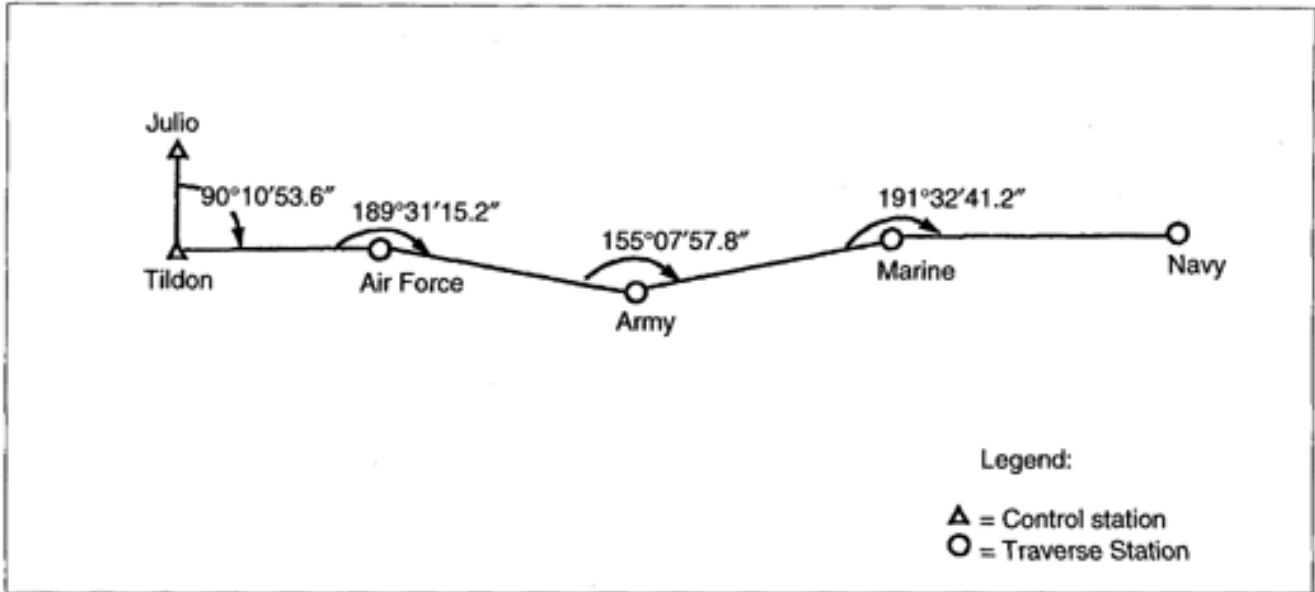 Julio
90°10′53.6″
189°31′15.2″
191°32′41.2″
155°07′57.8″
Tildon
Air Force
Marine
Navy
Army
Legend:
△ = Control station
○ = Traverse Station